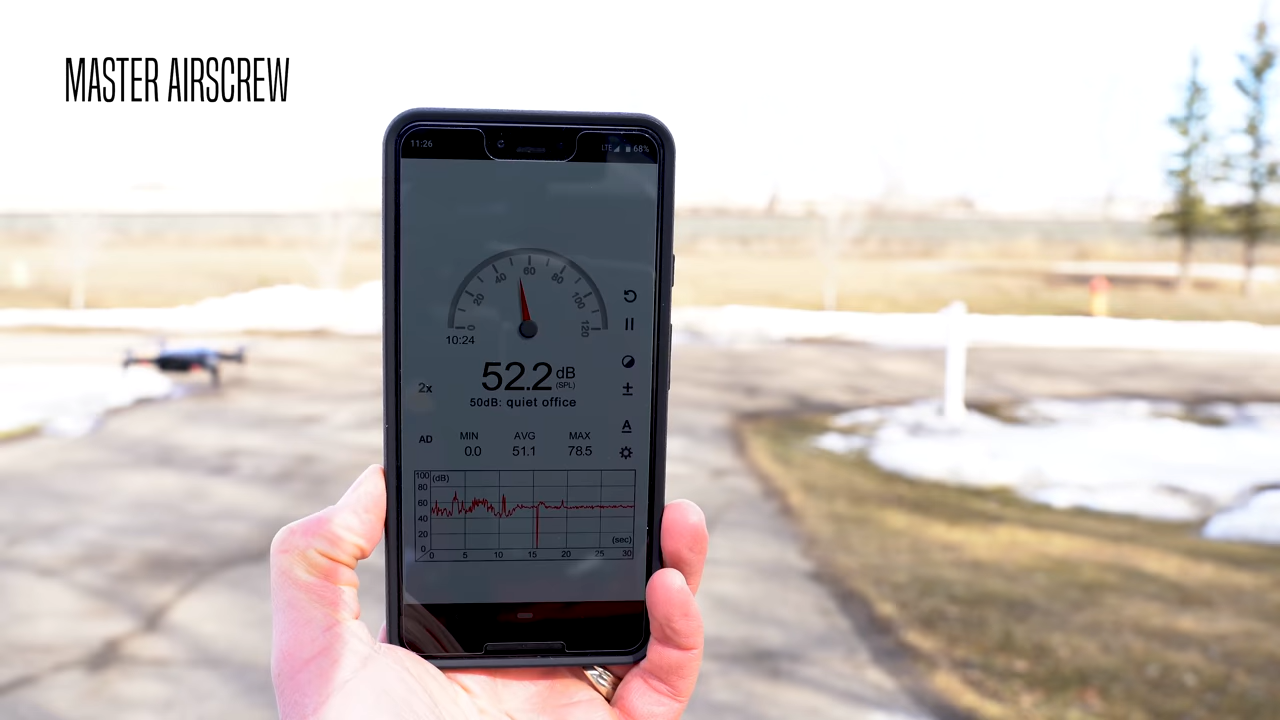 MASTER AIRSCREW
11:26
LTE 68%
0 20 40 60 80 100 120
10:24
52.2 dB
(SPL)
2x
50dB: quiet office
AD
MIN AVG MAX
0.0 51.1 78.5
A
100 (dB)
80
60
40
20
0
(sec)
0 5 10 15 20 25 30